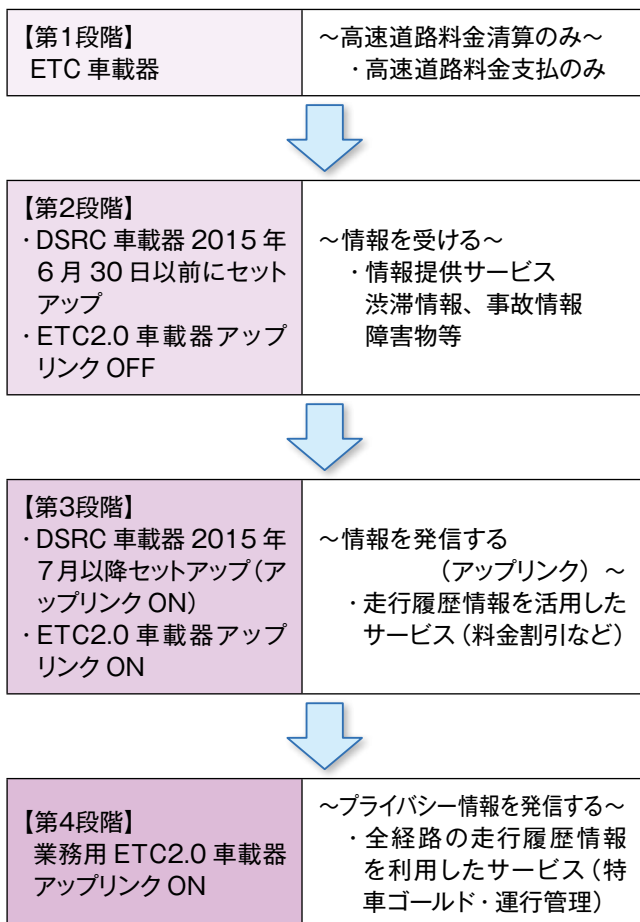 【第1段階】
ETC 車載器
～高速道路料金清算のみ～
・高速道路料金支払のみ
【第2段階】
・DSRC 車載器 2015 年
6 月 30 日以前にセット
アップ
・ETC2.0 車載器アップ
リンク OFF
～情報を受ける～
・情報提供サービス
渋滞情報、事故情報
障害物等
【第3段階】
・DSRC 車載器 2015 年
7月以降セットアップ（ア
ップリンク ON）
・ETC2.0 車載器アップ
リンク ON
～情報を発信する
（アップリンク）～
・走行履歴情報を活用した
サービス（料金割引など）
【第4段階】
業務用 ETC2.0 車載器
アップリンク ON
～プライバシー情報を発信する～
・全経路の走行履歴情報
を利用したサービス（特
車ゴールド・運行管理）